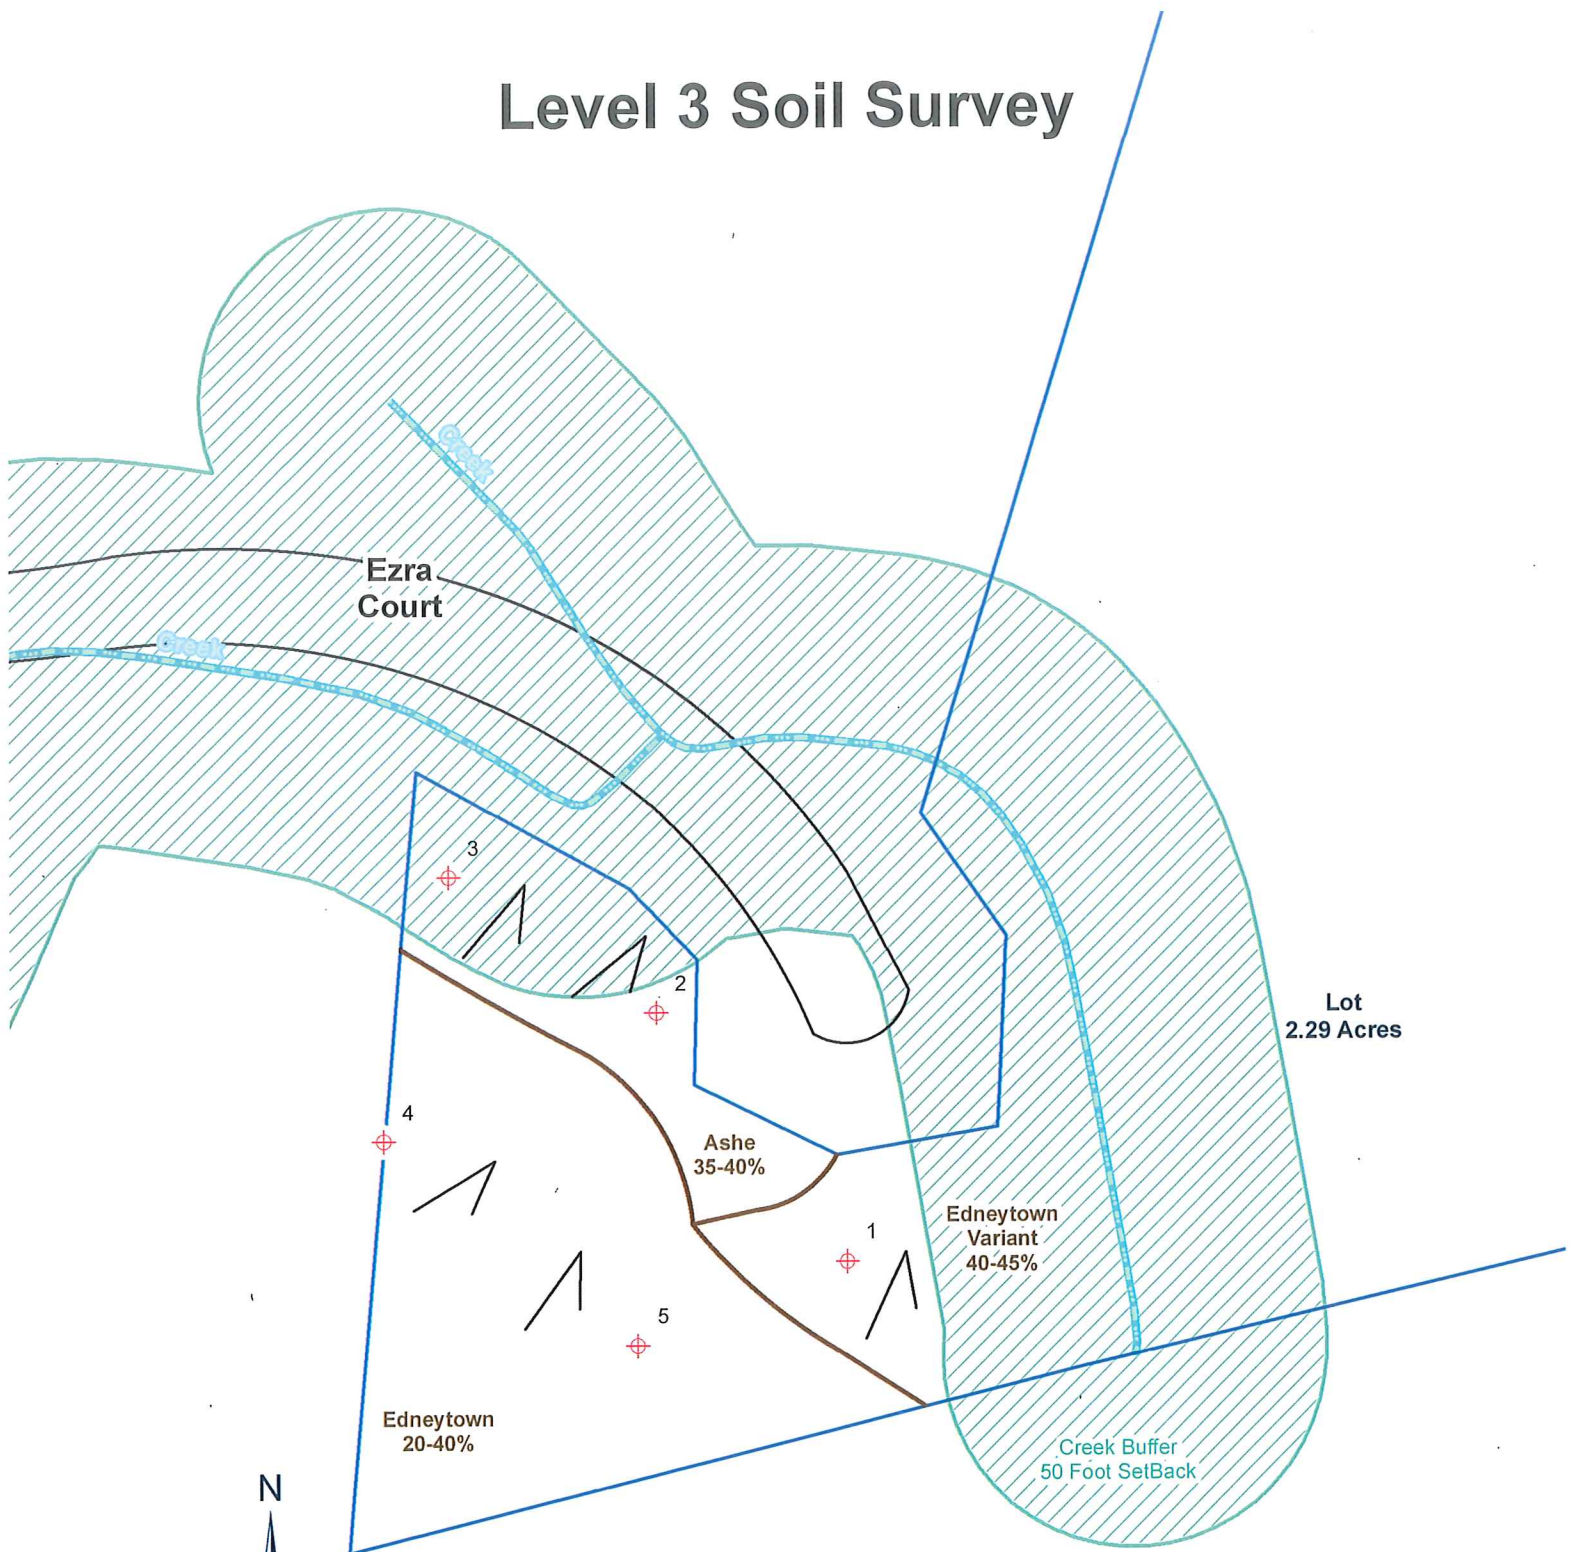 Level 3 Soil Survey
Creek
Ezra
Court
Creek
3
2
Lot
2.29 Acres
4
Ashe
35-40%
Edneytown
Variant
40-45%
1
5
Edneytown
20-40%
Creek Buffer
50 Foot SetBack
N